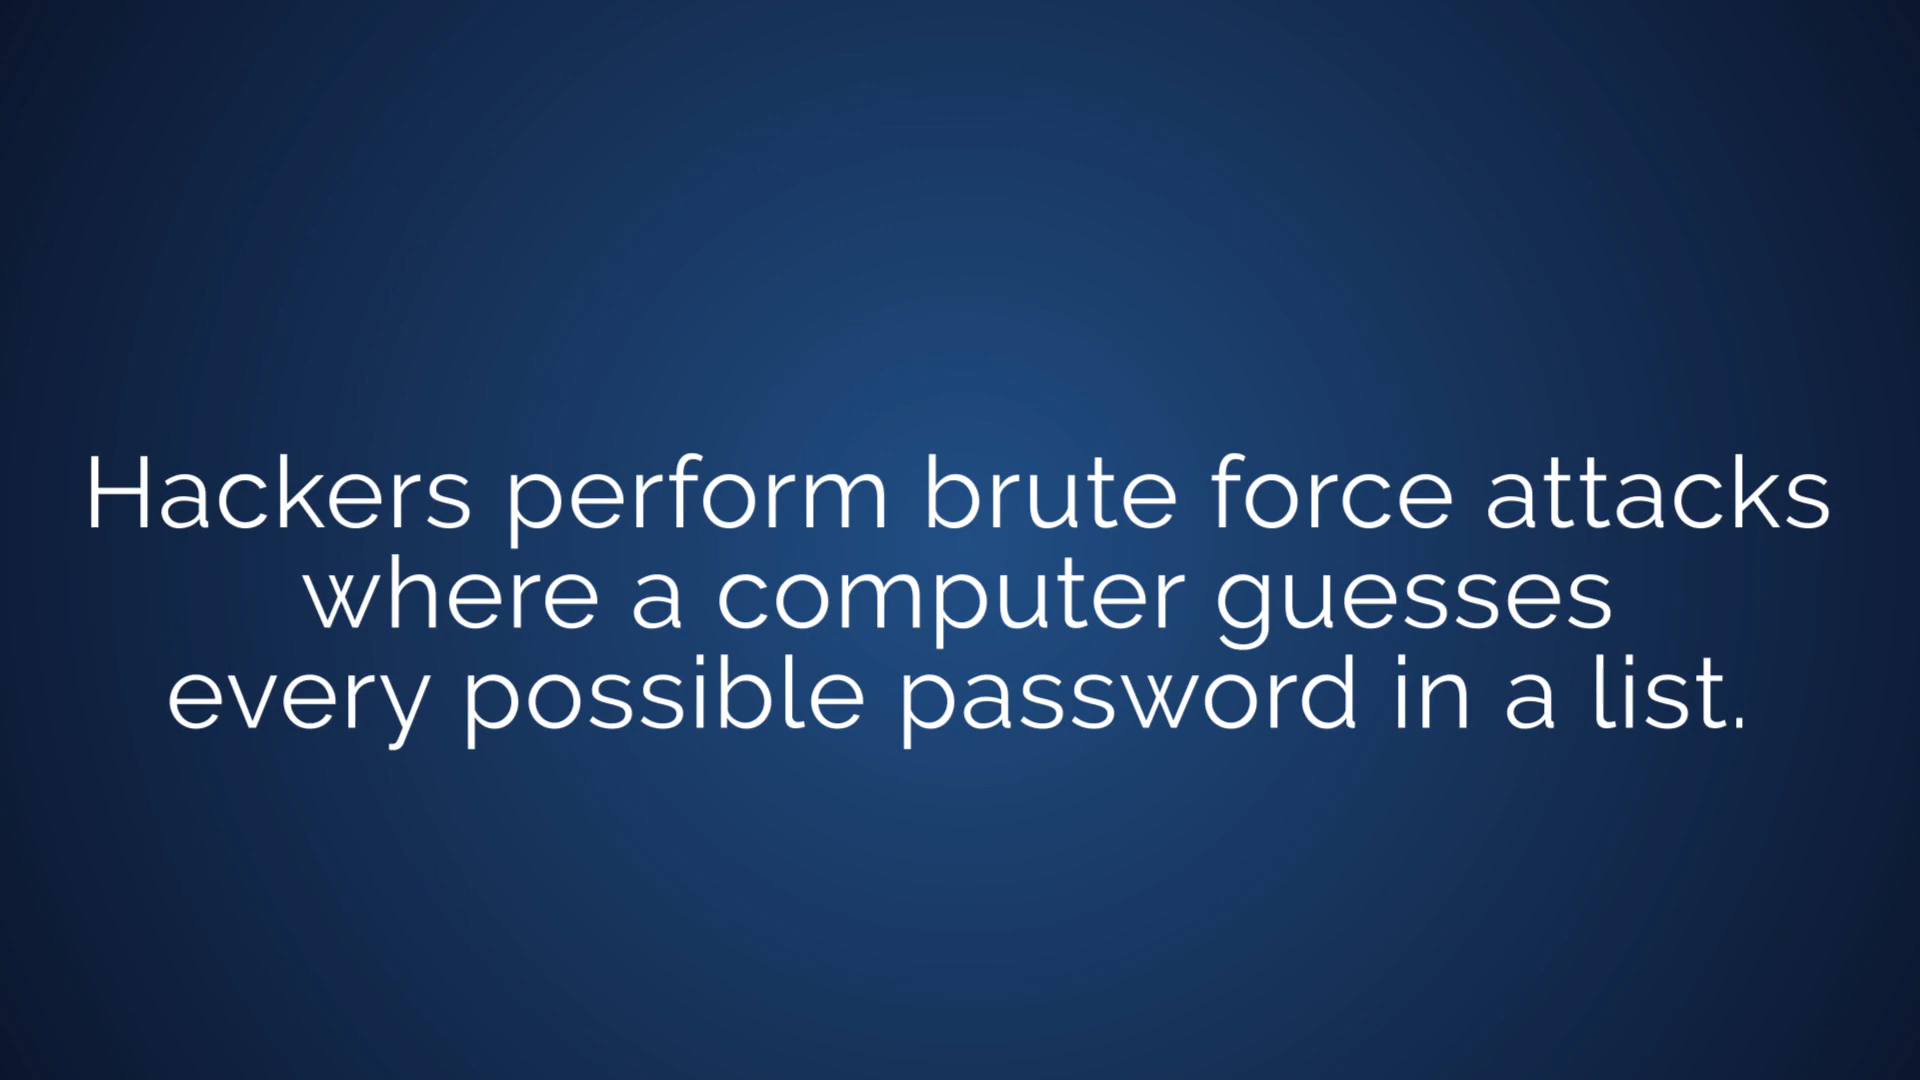 Hackers perform brute force attacks
where a computer guesses
every possible password in a list.